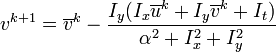 v^{k+1} = \overline{v}^k - \frac{I_y(I_x\overline{u}^k + I_y\overline{v}^k + I_t)}{\alpha^2 + I_x^2 + I_y^2}